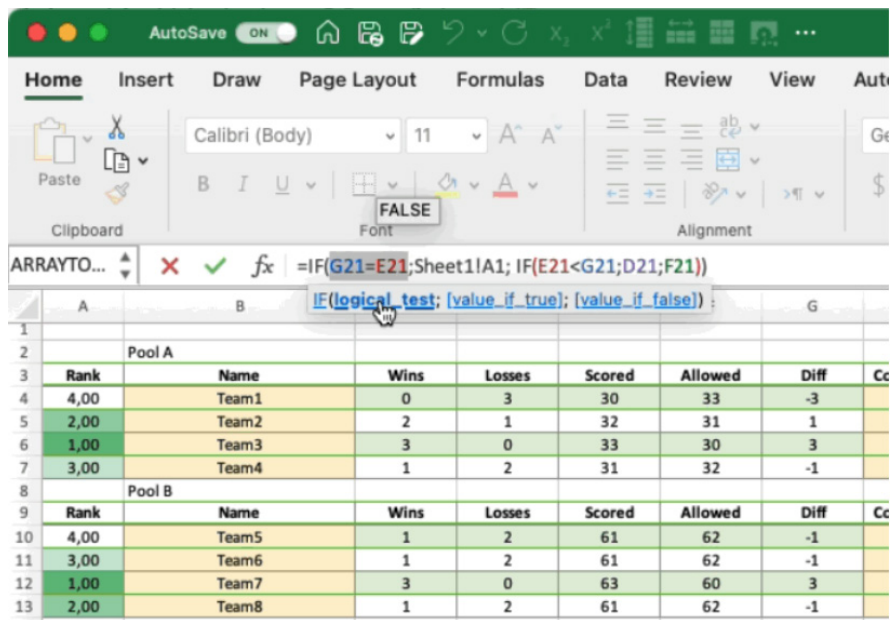 AutoSave ON ...
Home Insert Draw Page Layout Formulas Data Review View Auto
Calibri (Body) 11 A^ A˅ ab
Paste B I U A $ Ge
FALSE
Clipboard Font Alignment
ARRAYTO... fx =IF(G21=E21;Sheet1!A1; IF(E21<G21;D21;F21))
IF(logical_test; [value_if_true]; [value_if_false])
A B G
1
2 Pool A
3 Rank Name Wins Losses Scored Allowed Diff Co
4 4,00 Team1 0 3 30 33 -3
5 2,00 Team2 2 1 32 31 1
6 1,00 Team3 3 0 33 30 3
7 3,00 Team4 1 2 31 32 -1
8 Pool B
9 Rank Name Wins Losses Scored Allowed Diff Co
10 4,00 Team5 1 2 61 62 -1
11 3,00 Team6 1 2 61 62 -1
12 1,00 Team7 3 0 63 60 3
13 2,00 Team8 1 2 61 62 -1